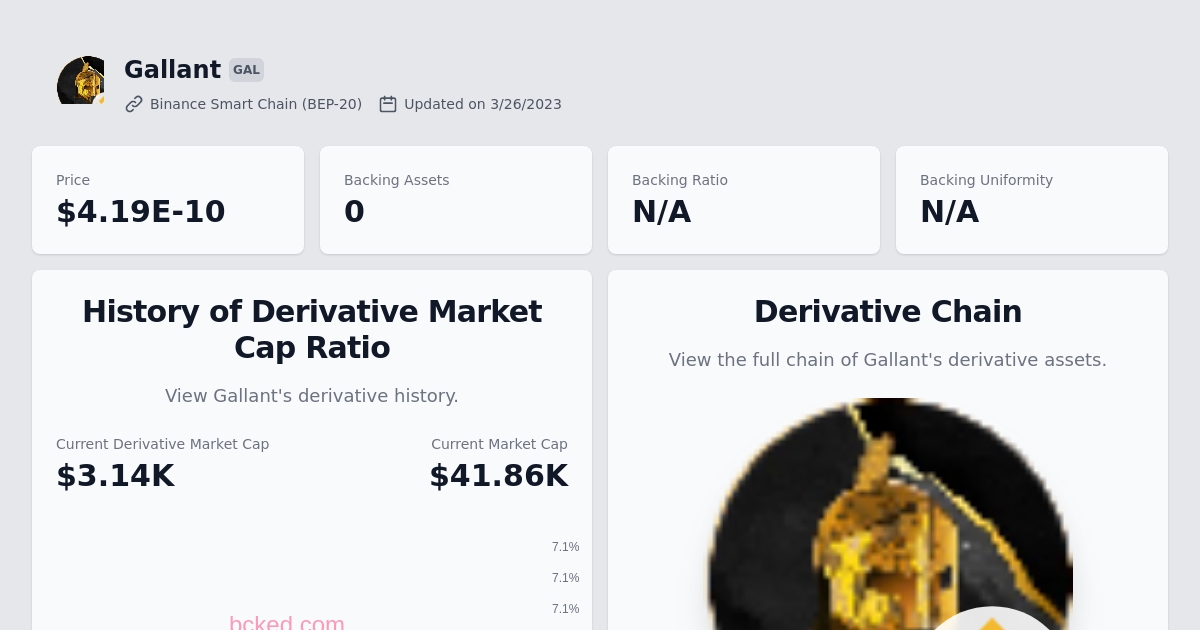 Gallant GAL
Binance Smart Chain (BEP-20) Updated on 3/26/2023
Price
$4.19E-10
Backing Assets
0
Backing Ratio
N/A
Backing Uniformity
N/A
History of Derivative Market
Cap Ratio
View Gallant's derivative history.
Current Derivative Market Cap
$3.14K
Current Market Cap
$41.86K
7.1%
7.1%
7.1%
bcked.com
Derivative Chain
View the full chain of Gallant's derivative assets.